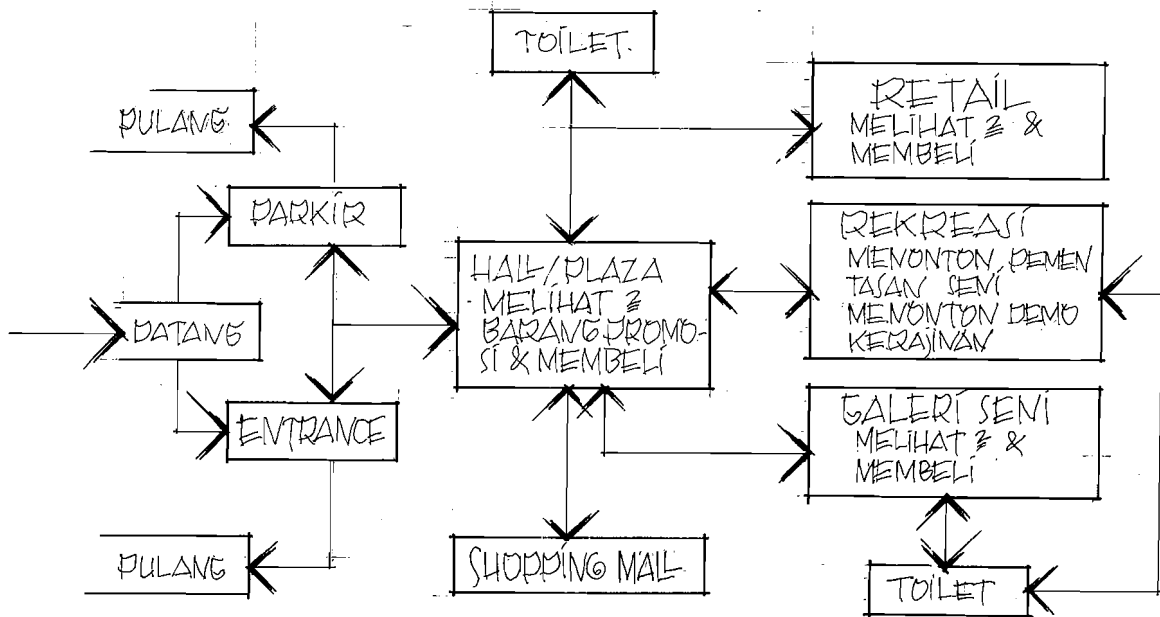 TOILET.
RETAIL
MELIHAT 2 &
MEMBELI
PULANG
PARKIR
REKREASI
MENONTON PEMEN
TASAN SENI
MENONTON DEMO
KERAJINAN
HALL/PLAZA
MELIHAT 2
BARANG PROMO-
SI & MEMBELI
DATANG
ENTRANCE
GALERI SENI
MELIHAT 2 &
MEMBELI
PULANG
SHOPPING MALL
TOILET